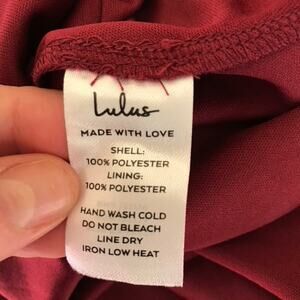 Lulus
MADE WITH LOVE
SHELL:
100% POLYESTER
LINING:
100% POLYESTER
HAND WASH COLD
DO NOT BLEACH
LINE DRY
IRON LOW HEAT